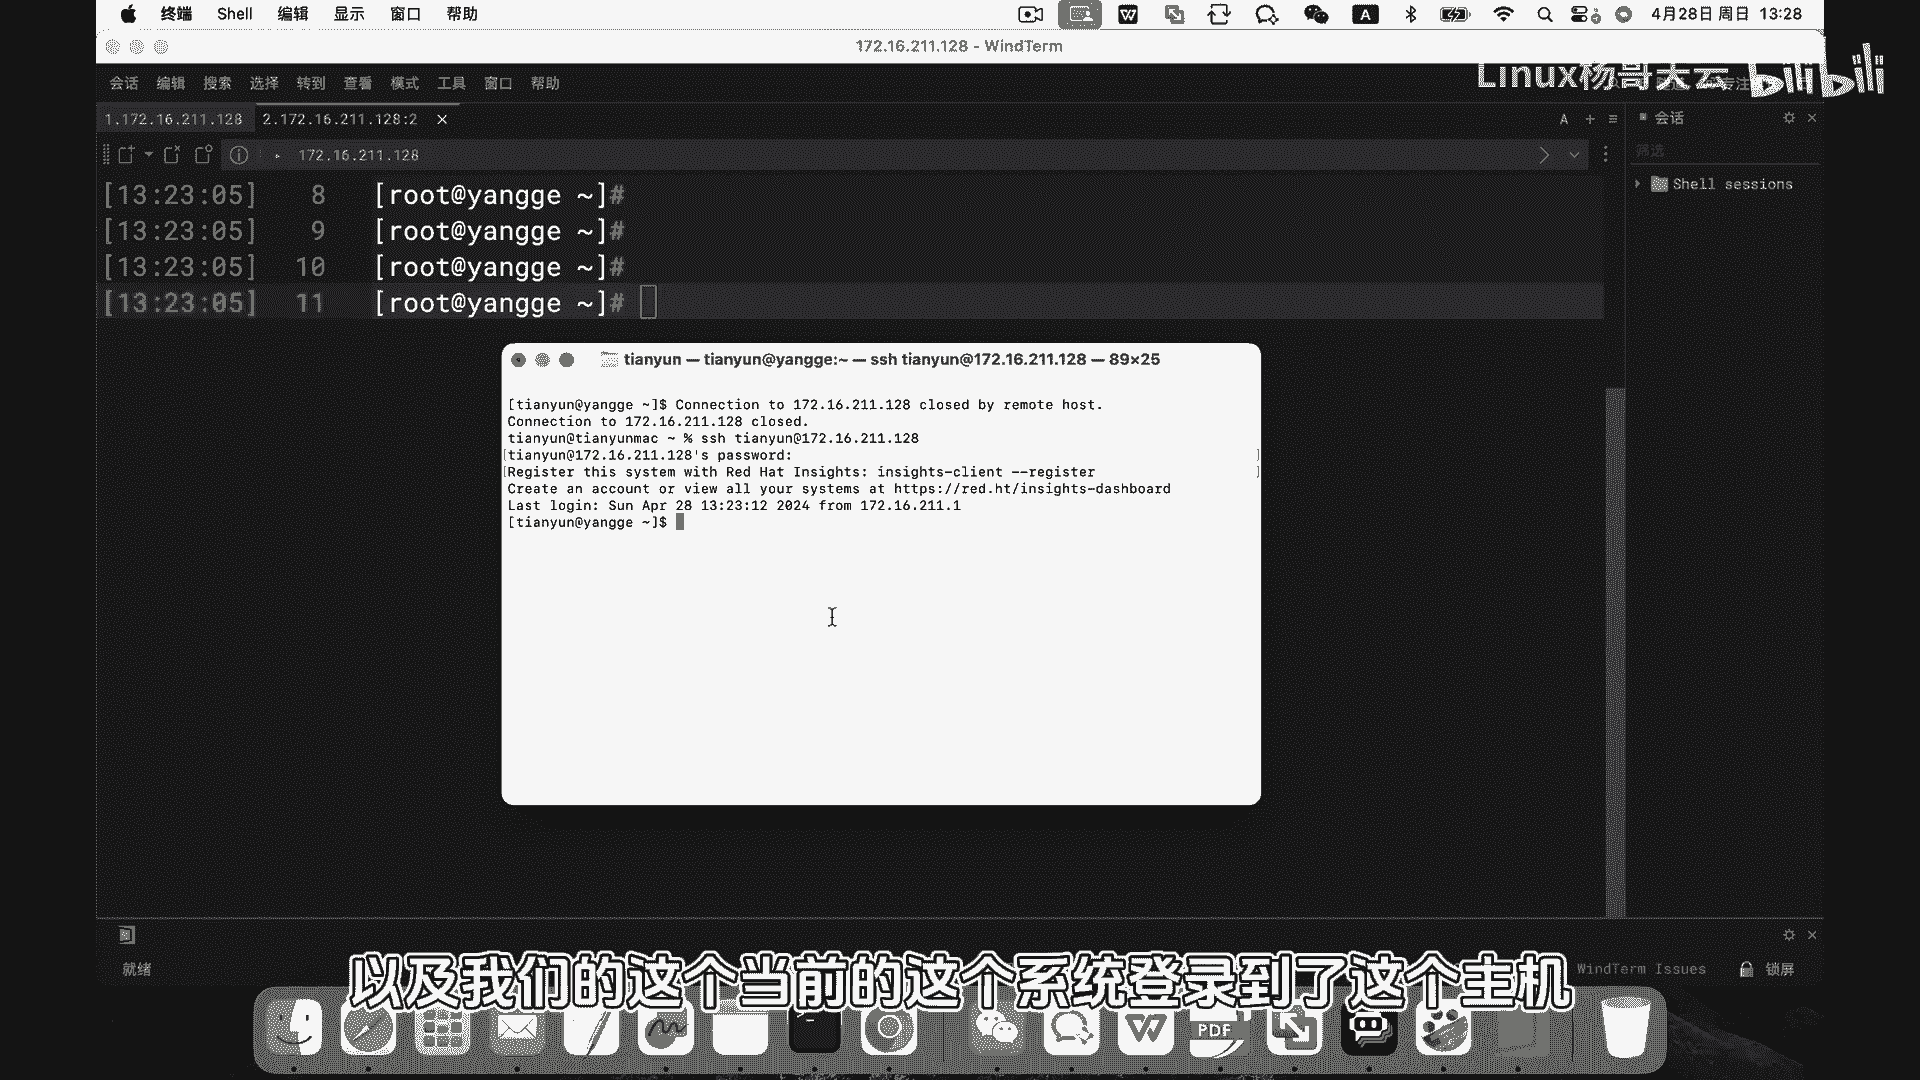 终端 Shell 编辑 显示 窗口 帮助 4月28日 周日 13:28
172.16.211.128 - WindTerm
会话 编辑 搜索 选择 转到 查看 模式 工具 窗口 帮助
Linux杨哥天云 bilibili
1.172.16.211.128 2.172.16.211.128:2
会话
172.16.211.128
筛选
Shell sessions
[13:23:05] 8 [root@yangge ~]#
[13:23:05] 9 [root@yangge ~]#
[13:23:05] 10 [root@yangge ~]#
[13:23:05] 11 [root@yangge ~]#
tianyun — tianyun@yangge:~ — ssh tianyun@172.16.211.128 — 89×25
[tianyun@yangge ~]$ Connection to 172.16.211.128 closed by remote host.
Connection to 172.16.211.128 closed.
tianyun@tianyunmac ~ % ssh tianyun@172.16.211.128
tianyun@172.16.211.128's password:
Register this system with Red Hat Insights: insights-client --register
Create an account or view all your systems at https://red.ht/insights-dashboard
Last login: Sun Apr 28 13:23:12 2024 from 172.16.211.1
[tianyun@yangge ~]$
就绪
WindTerm Issues 锁屏
以及我们的这个当前的这个系统登录到了这个主机
PDF